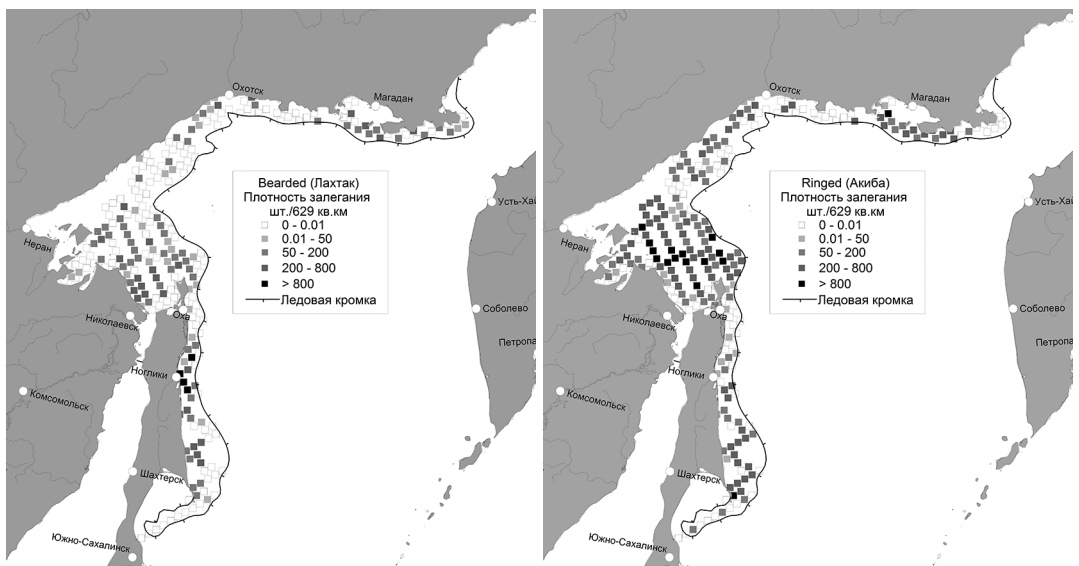 Охотск
Магадан
Bearded (Лахтак)
Плотность залегания
шт./629 кв.км
0 - 0.01
0.01 - 50
50 - 200
200 - 800
> 800
Ледовая кромка
Усть-Хай
Неран
Николаевск
Оха
Соболево
Петропа
Ноглики
Комсомольск
Шахтерск
Южно-Сахалинск
Охотск
Магадан
Ringed (Акиба)
Плотность залегания
шт./629 кв.км
0 - 0.01
0.01 - 50
50 - 200
200 - 800
> 800
Ледовая кромка
Усть-Ха
Неран
Николаевск
Оха
Соболево
Петропа
Ноглики
Комсомольск
Шахтерск
Южно-Сахалинск